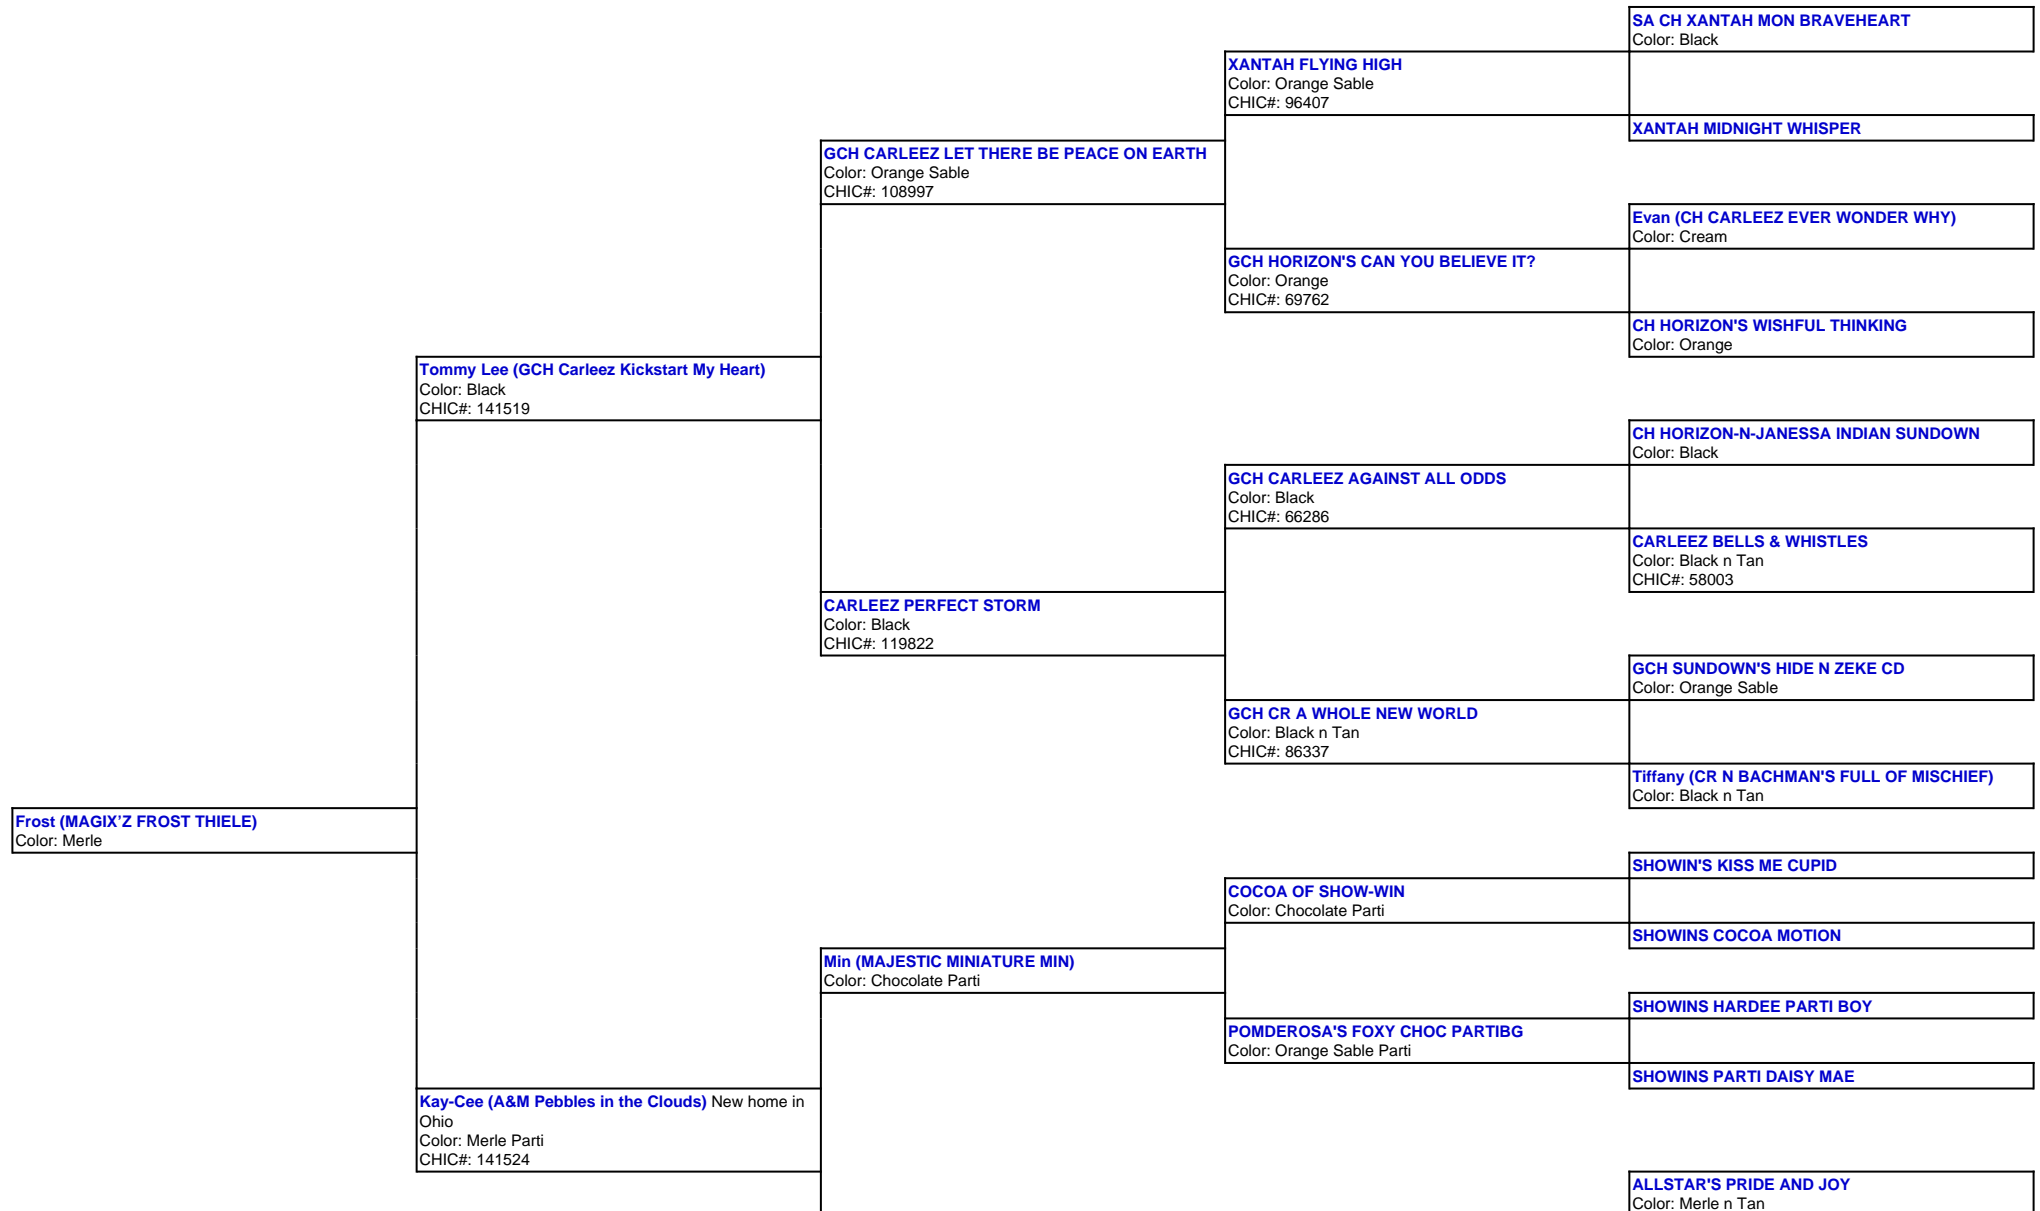 SA CH XANTAH MON BRAVEHEART
Color: Black
XANTAH FLYING HIGH
Color: Orange Sable
CHIC#: 96407
XANTAH MIDNIGHT WHISPER
GCH CARLEEZ LET THERE BE PEACE ON EARTH
Color: Orange Sable
CHIC#: 108997
Evan (CH CARLEEZ EVER WONDER WHY)
Color: Cream
GCH HORIZON'S CAN YOU BELIEVE IT?
Color: Orange
CHIC#: 69762
CH HORIZON'S WISHFUL THINKING
Color: Orange
Tommy Lee (GCH Carleez Kickstart My Heart)
Color: Black
CHIC#: 141519
CH HORIZON-N-JANESSA INDIAN SUNDOWN
Color: Black
GCH CARLEEZ AGAINST ALL ODDS
Color: Black
CHIC#: 66286
CARLEEZ BELLS & WHISTLES
Color: Black n Tan
CHIC#: 58003
CARLEEZ PERFECT STORM
Color: Black
CHIC#: 119822
GCH SUNDOWN'S HIDE N ZEKE CD
Color: Orange Sable
GCH CR A WHOLE NEW WORLD
Color: Black n Tan
CHIC#: 86337
Tiffany (CR N BACHMAN'S FULL OF MISCHIEF)
Color: Black n Tan
Frost (MAGIX’Z FROST THIELE)
Color: Merle
SHOWIN'S KISS ME CUPID
COCOA OF SHOW-WIN
Color: Chocolate Parti
SHOWINS COCOA MOTION
Min (MAJESTIC MINIATURE MIN)
Color: Chocolate Parti
SHOWINS HARDEE PARTI BOY
POMDEROSA'S FOXY CHOC PARTIBG
Color: Orange Sable Parti
SHOWINS PARTI DAISY MAE
Kay-Cee (A&M Pebbles in the Clouds) New home in
Ohio
Color: Merle Parti
CHIC#: 141524
ALLSTAR'S PRIDE AND JOY
Color: Merle n Tan